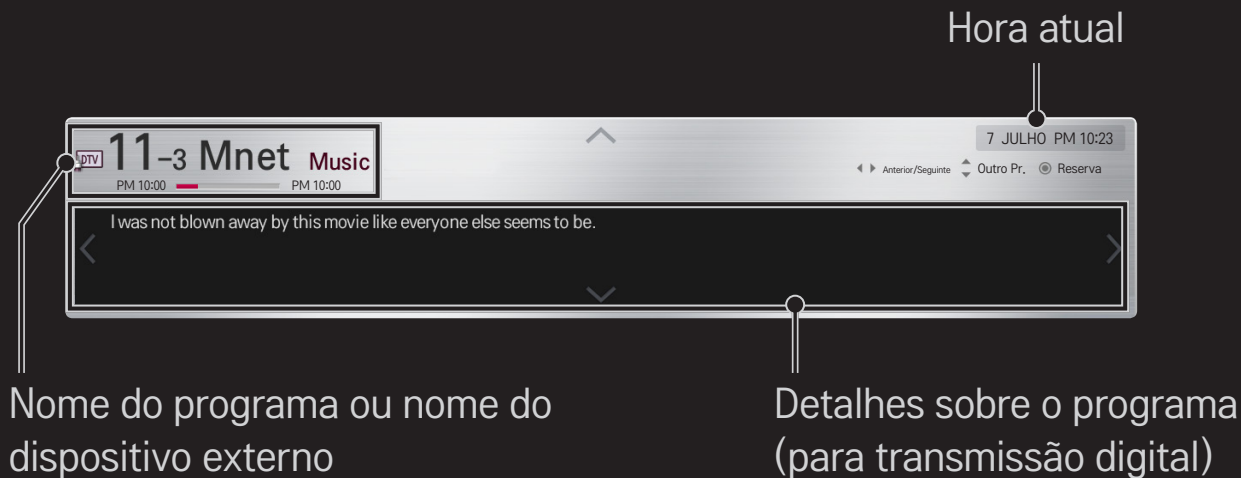 Hora atual
DTV 11-3 Mnet Music
PM 10:00 PM 10:00
7 JULHO PM 10:23
Anterior/Seguinte Outro Pr. Reserva
I was not blown away by this movie like everyone else seems to be.
Nome do programa ou nome do
dispositivo externo
Detalhes sobre o programa
(para transmissão digital)